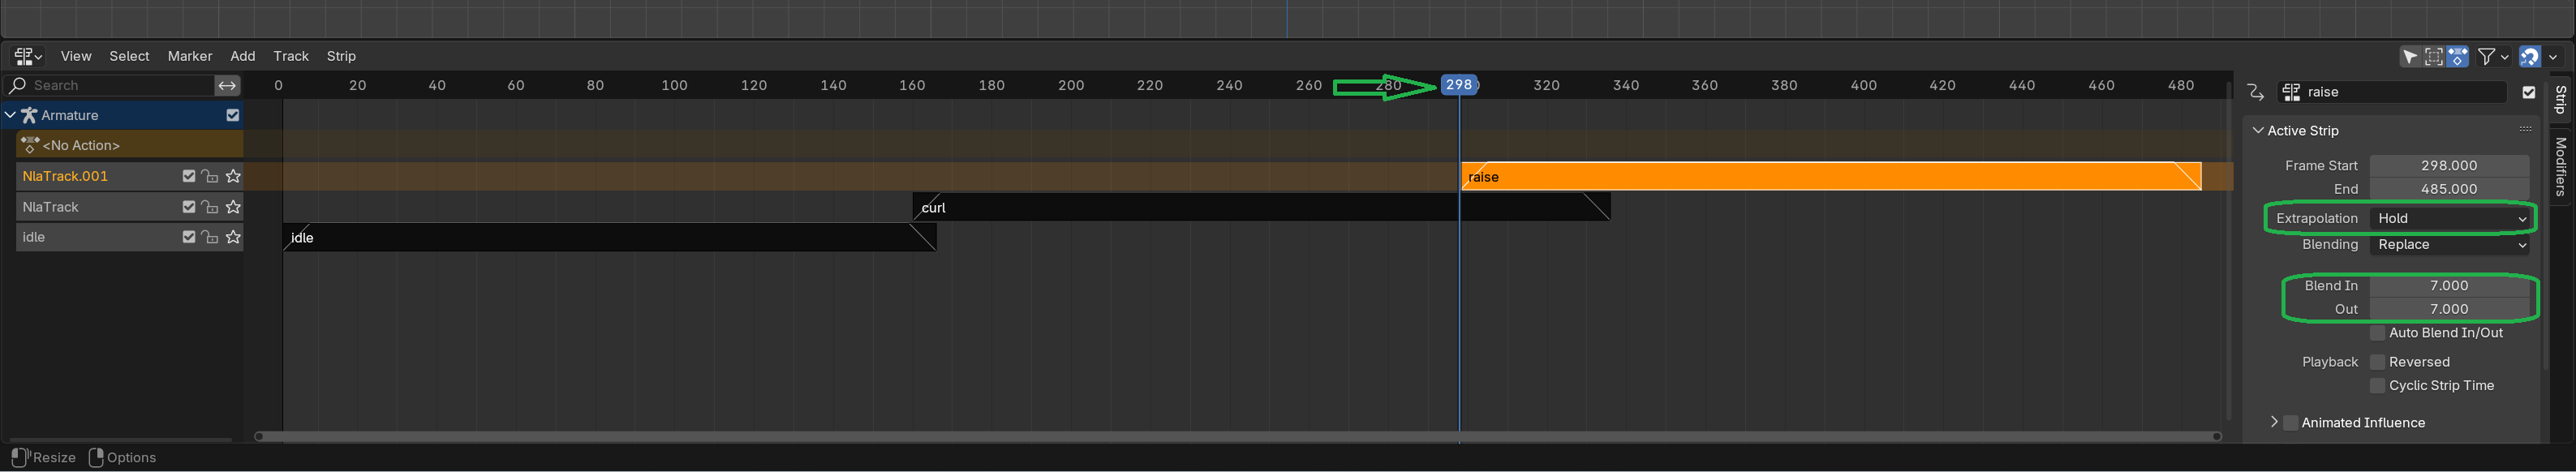 View Select Marker Add Track Strip
Search
0 20 40 60 80 100 120 140 160 180 200 220 240 260 280 298 320 340 360 380 400 420 440 460 480
raise
Strip
Modifiers
Armature
<No Action>
NlaTrack.001
raise
NlaTrack
curl
idle
idle
Active Strip
Frame Start 298.000
End 485.000
Extrapolation Hold
Blending Replace
Blend In 7.000
Out 7.000
Auto Blend In/Out
Playback Reversed
Cyclic Strip Time
Animated Influence
Resize Options